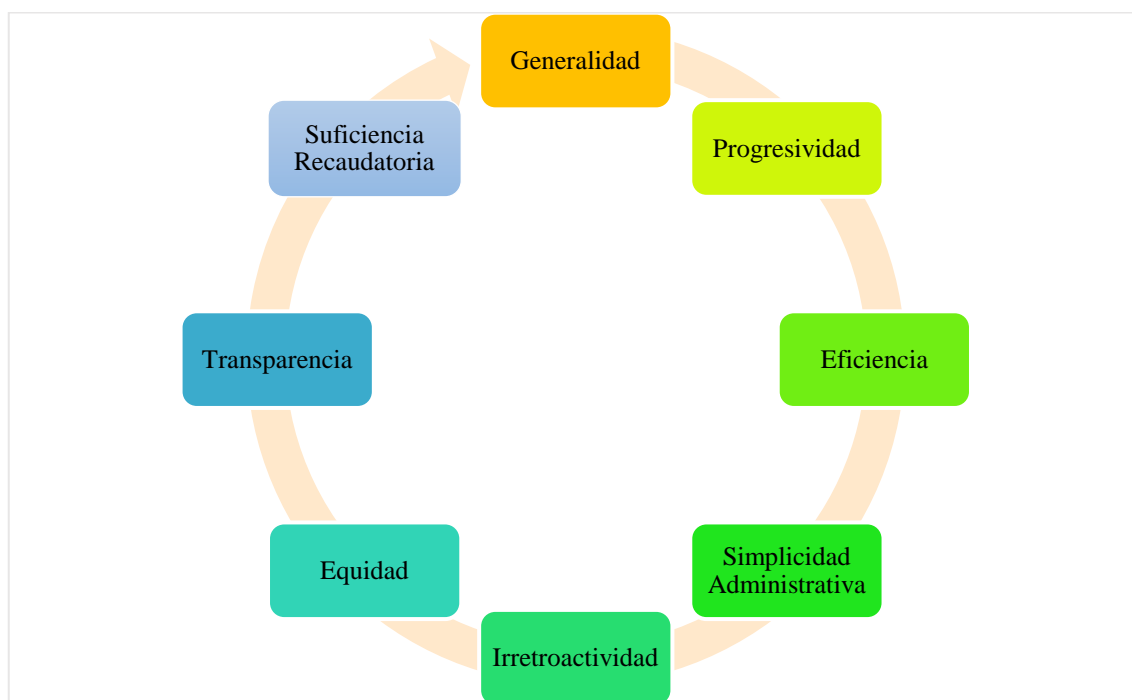 Generalidad
Progresividad
Eficiencia
Simplicidad
Administrativa
Irretroactividad
Equidad
Transparencia
Suficiencia
Recaudatoria